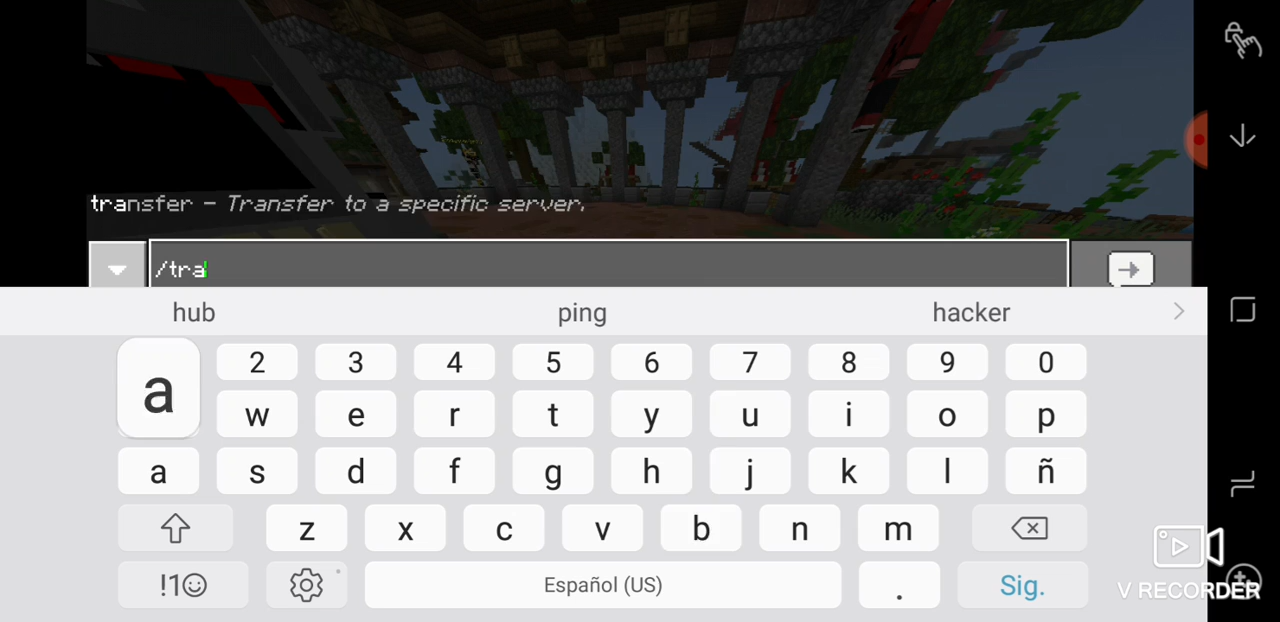 transfer - Transfer to a specific server.
/tra
hub ping hacker
a 2 3 4 5 6 7 8 9 0
w e r t y u i o p
a s d f g h j k l ñ
z x c v b n m
!1☺ Español (US) . Sig.
V RECORDER